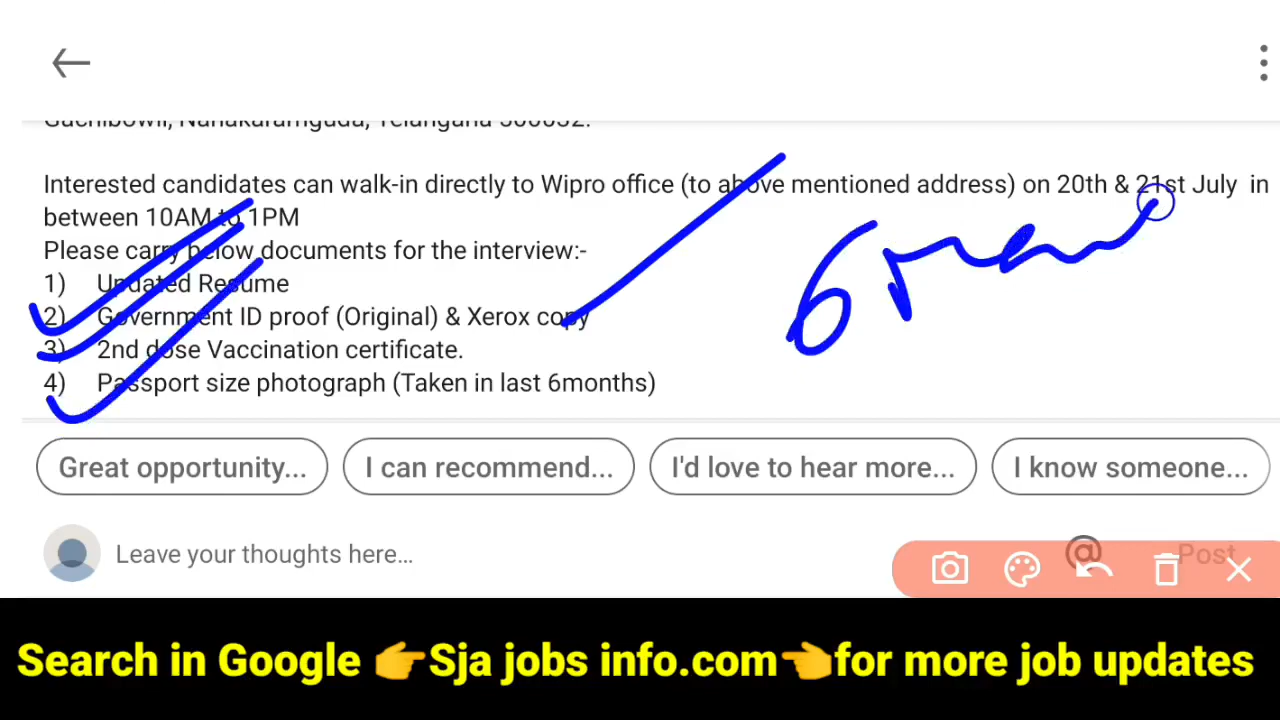 Gachibowli, Nanakaramguda, Telangana 500032.
Interested candidates can walk-in directly to Wipro office (to above mentioned address) on 20th & 21st July in
between 10AM to 1PM
Please carry below documents for the interview:-
1) Updated Resume
2) Government ID proof (Original) & Xerox copy
3) 2nd dose Vaccination certificate.
4) Passport size photograph (Taken in last 6months)
Great opportunity... I can recommend... I'd love to hear more... I know someone...
Leave your thoughts here... @ Post
Search in Google 👉Sja jobs info.com👈for more job updates